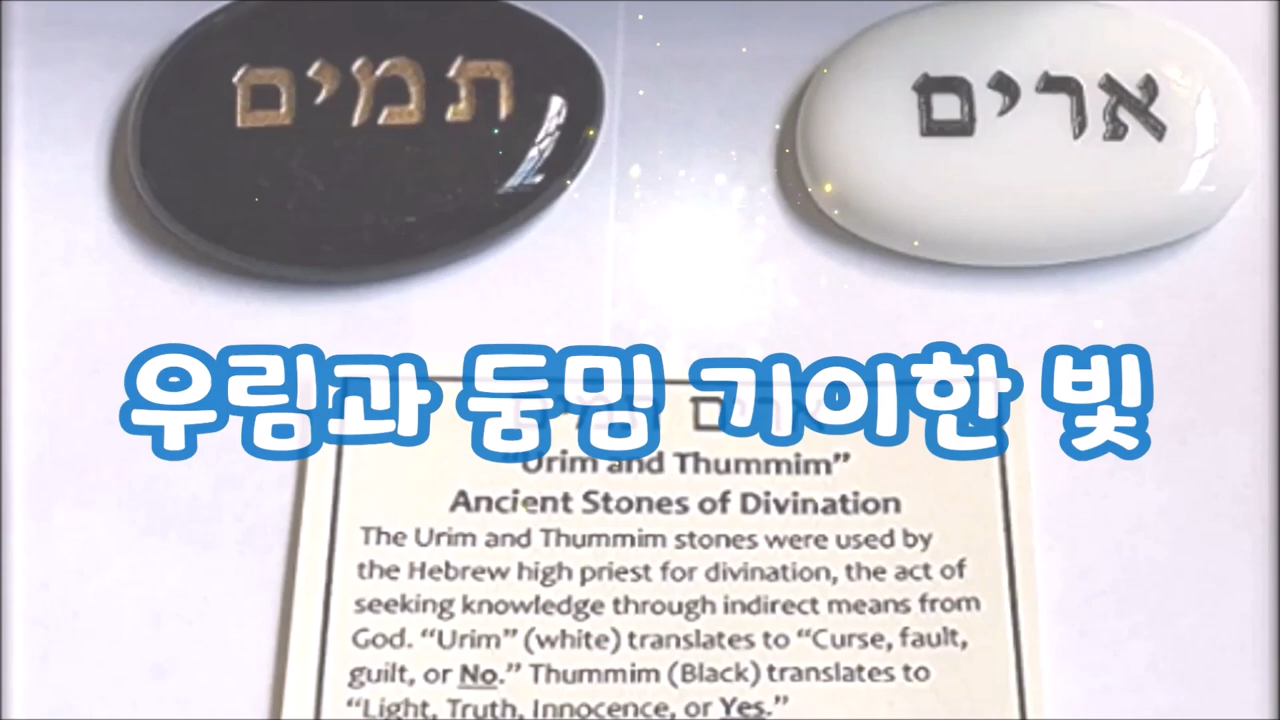 תמים
ארים
우림과 둠밈 기이한 빛
"Urim and Thummim"
Ancient Stones of Divination
The Urim and Thummim stones were used by
the Hebrew high priest for divination, the act of
seeking knowledge through indirect means from
God. "Urim" (white) translates to "Curse, fault,
guilt, or No." Thummim (Black) translates to
"Light, Truth, Innocence, or Yes."